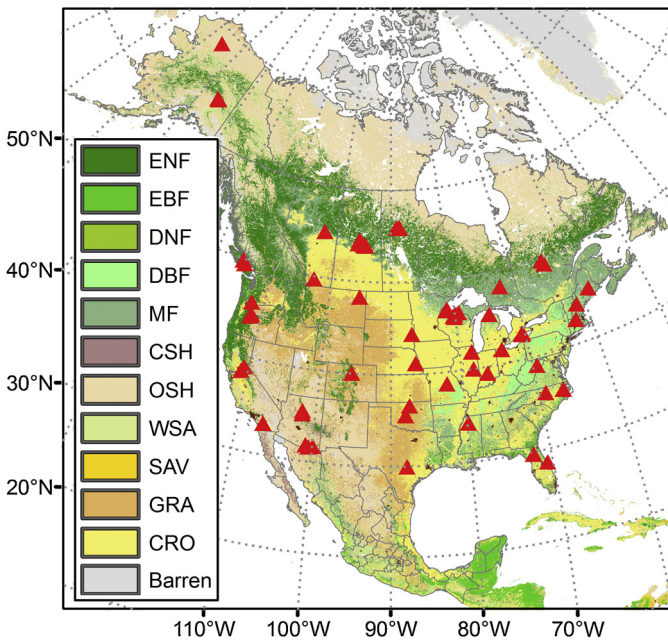 50°N
40°N
30°N
20°N
ENF
EBF
DNF
DBF
MF
CSH
OSH
WSA
SAV
GRA
CRO
Barren
110°W 100°W 90°W 80°W 70°W